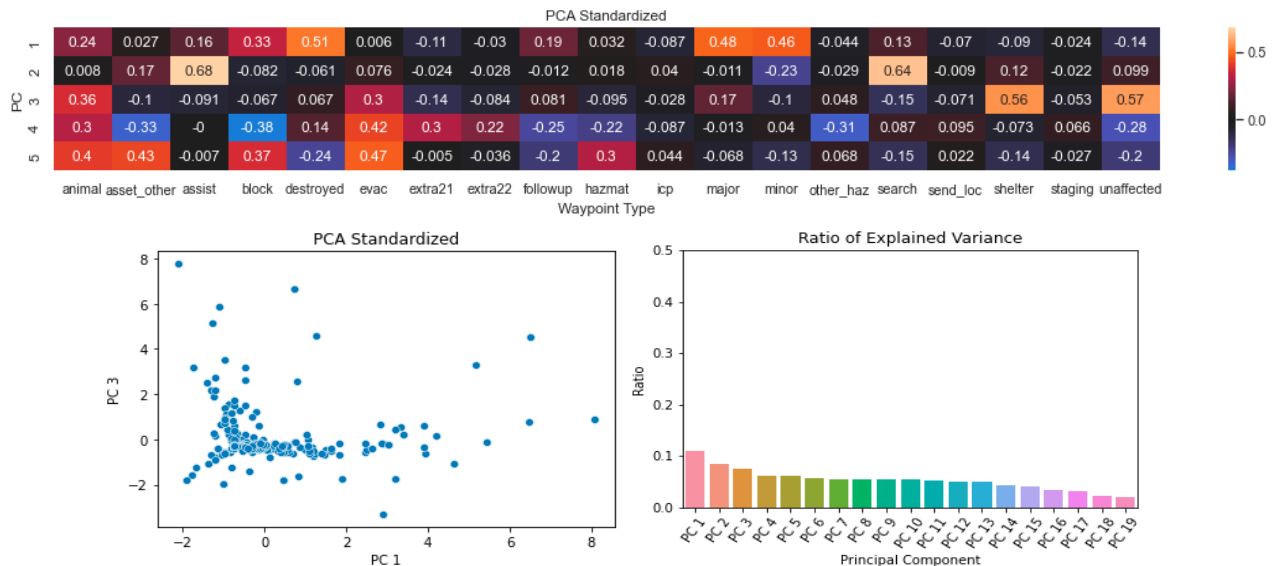 PCA Standardized
1 0.24 0.027 0.16 0.33 0.51 0.006 -0.11 -0.03 0.19 0.032 -0.087 0.48 0.46 -0.044 0.13 -0.07 -0.09 -0.024 -0.14
2 0.008 0.17 0.68 -0.082 -0.061 0.076 -0.024 -0.028 -0.012 0.018 0.04 -0.011 -0.23 -0.029 0.64 -0.009 0.12 -0.022 0.099
3 0.36 -0.1 -0.091 -0.067 0.067 0.3 -0.14 -0.084 0.081 -0.095 -0.028 0.17 -0.1 0.048 -0.15 -0.071 0.56 -0.053 0.57
4 0.3 -0.33 -0 -0.38 0.14 0.42 0.3 0.22 -0.25 -0.22 -0.087 -0.013 0.04 -0.31 0.087 0.095 -0.073 0.066 -0.28
5 0.4 0.43 -0.007 0.37 -0.24 0.47 -0.005 -0.036 -0.2 0.3 0.044 -0.068 -0.13 0.068 -0.15 0.022 -0.14 -0.027 -0.2
PC
animal asset_other assist block destroyed evac extra21 extra22 followup hazmat icp major minor other_haz search send_loc shelter staging unaffected
Waypoint Type
0.5
0.0
PCA Standardized
8
6
4
2
0
−2
PC 3
−2 0 2 4 6 8
PC 1
Ratio of Explained Variance
0.5
0.4
0.3
0.2
0.1
0.0
Ratio
PC 1 PC 2 PC 3 PC 4 PC 5 PC 6 PC 7 PC 8 PC 9 PC 10 PC 11 PC 12 PC 13 PC 14 PC 15 PC 16 PC 17 PC 18 PC 19
Principal Component